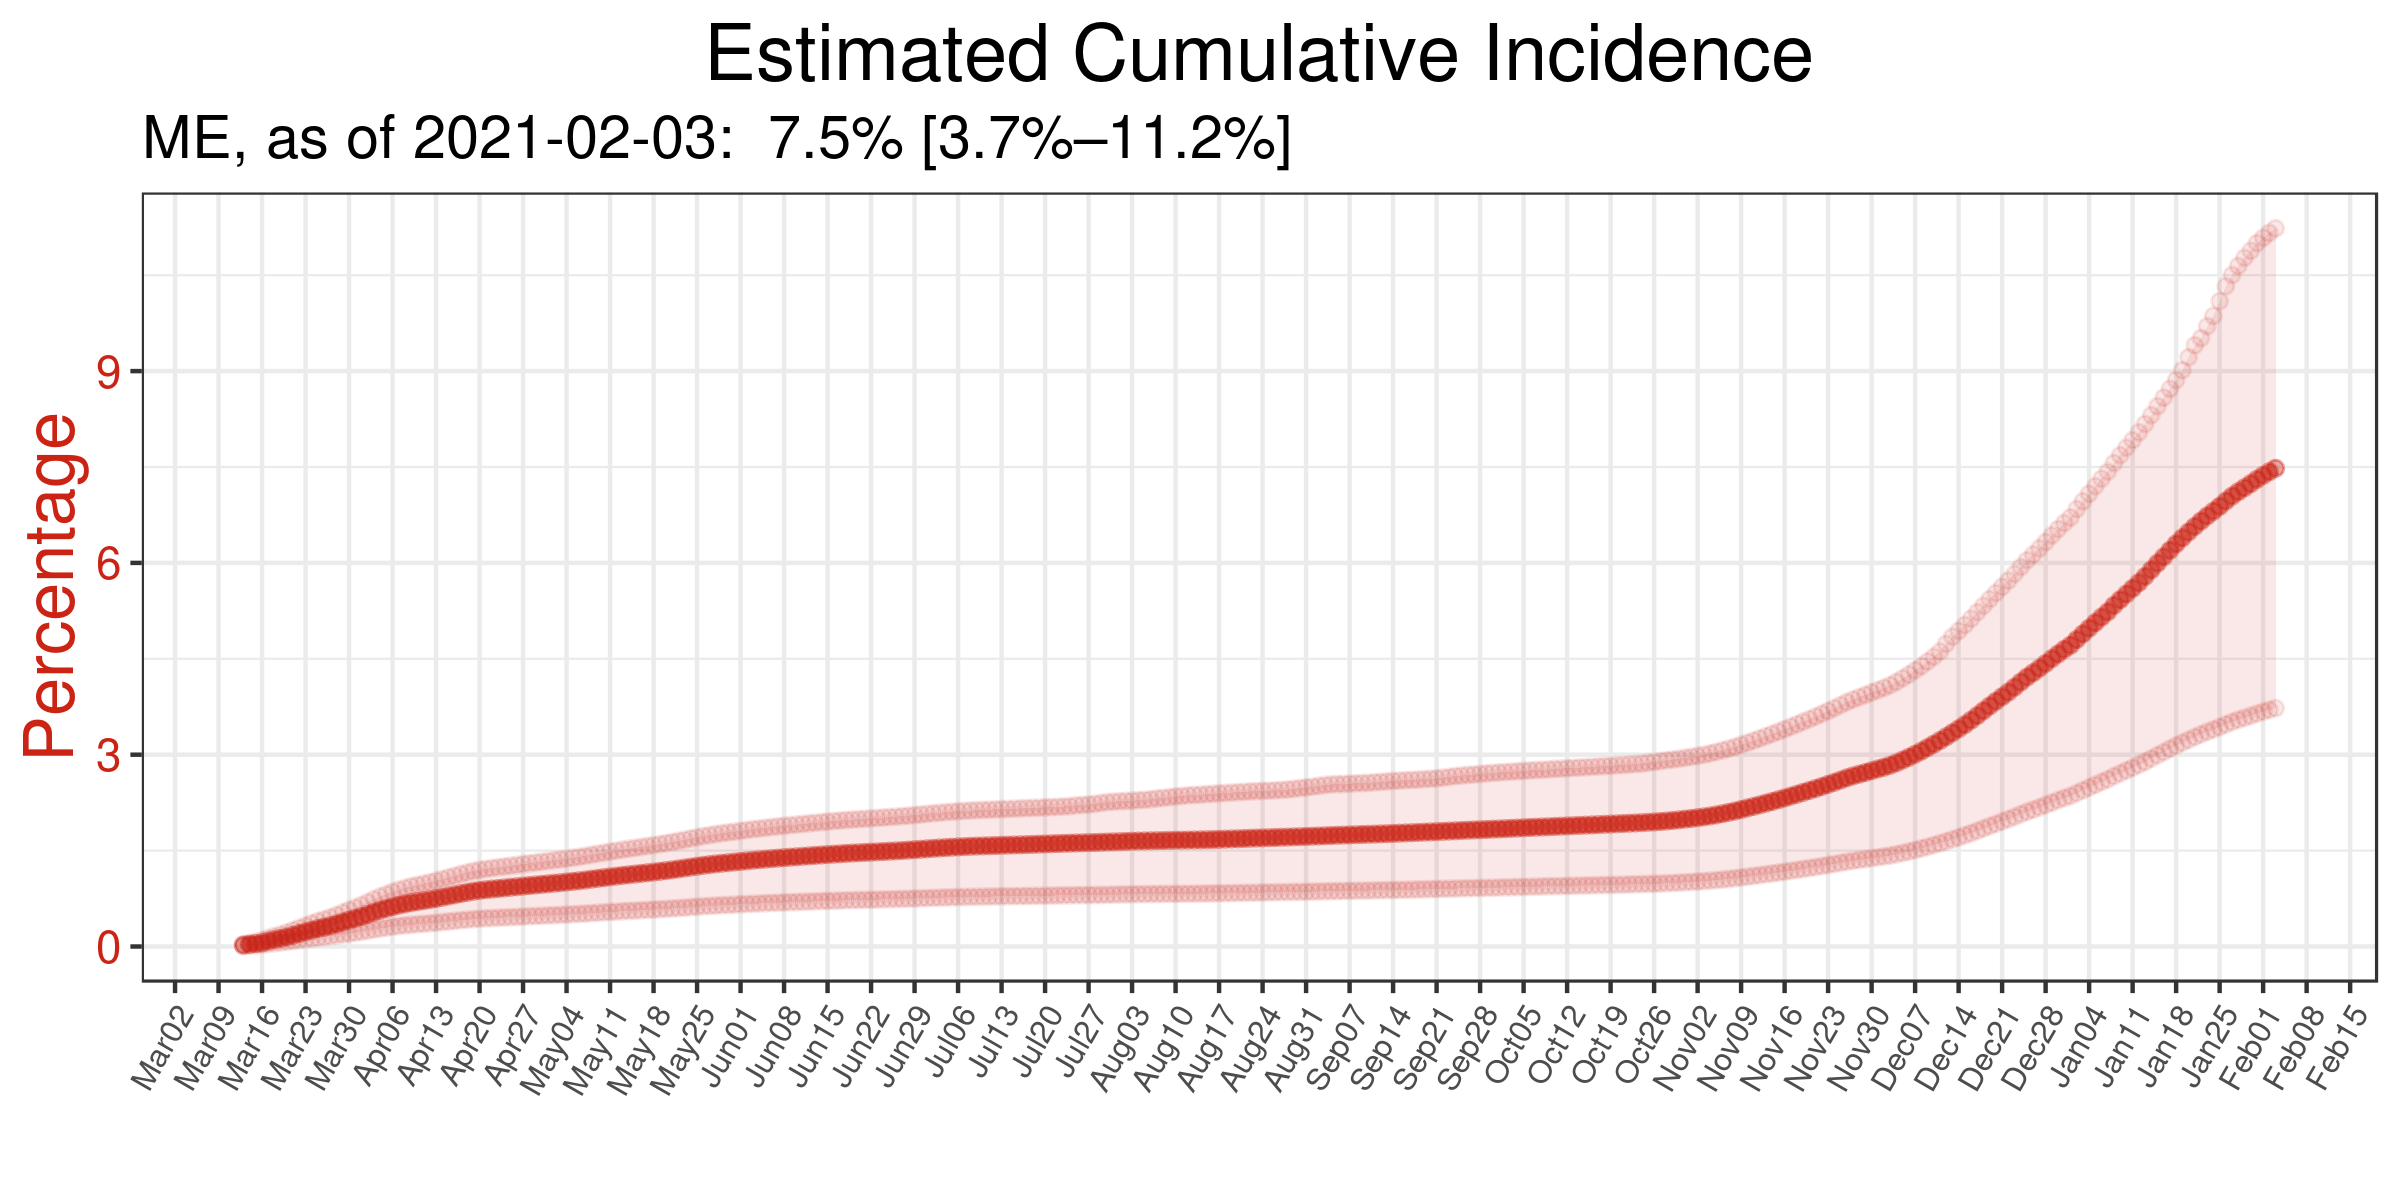 Estimated Cumulative Incidence
ME, as of 2021-02-03:  7.5% [3.7%–11.2%]
Percentage
9
6
3
0
Mar02
Mar09
Mar16
Mar23
Mar30
Apr06
Apr13
Apr20
Apr27
May04
May11
May18
May25
Jun01
Jun08
Jun15
Jun22
Jun29
Jul06
Jul13
Jul20
Jul27
Aug03
Aug10
Aug17
Aug24
Aug31
Sep07
Sep14
Sep21
Sep28
Oct05
Oct12
Oct19
Oct26
Nov02
Nov09
Nov16
Nov23
Nov30
Dec07
Dec14
Dec21
Dec28
Jan04
Jan11
Jan18
Jan25
Feb01
Feb08
Feb15